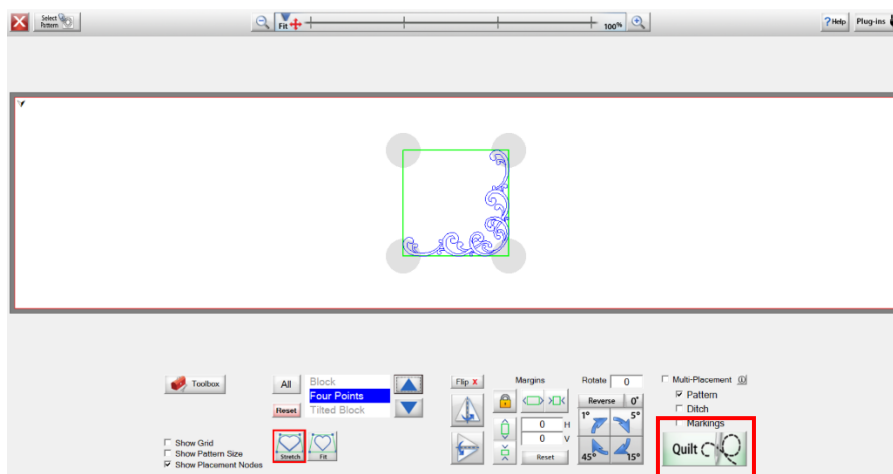 Select
Pattern
Fit
100%
?Help
Plug-ins
Toolbox
All
Reset
Block
Four Points
Tilted Block
Stretch
Fit
Show Grid
Show Pattern Size
Show Placement Nodes
Flip X
Margins
0 H
0 V
Reset
Rotate 0
Reverse 0°
1° 5°
45° 15°
Multi-Placement
Pattern
Ditch
Markings
Quilt